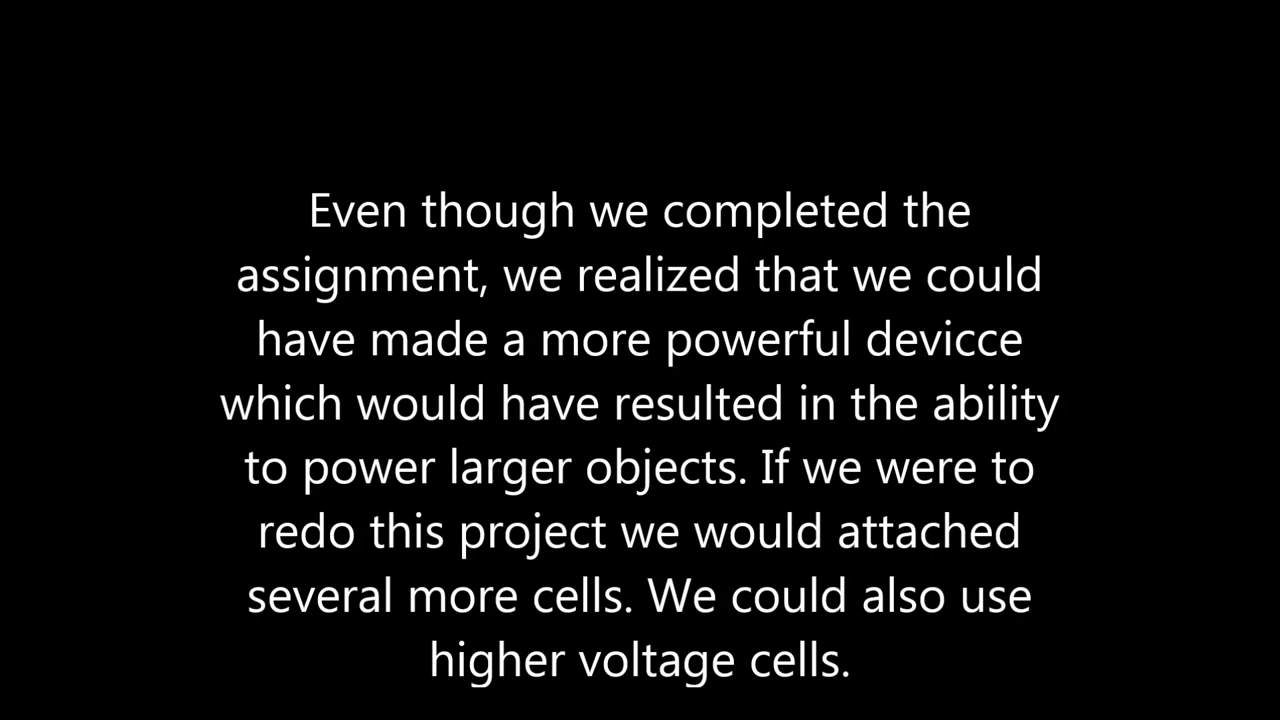 Even though we completed the
assignment, we realized that we could
have made a more powerful devicce
which would have resulted in the ability
to power larger objects. If we were to
redo this project we would attached
several more cells. We could also use
higher voltage cells.